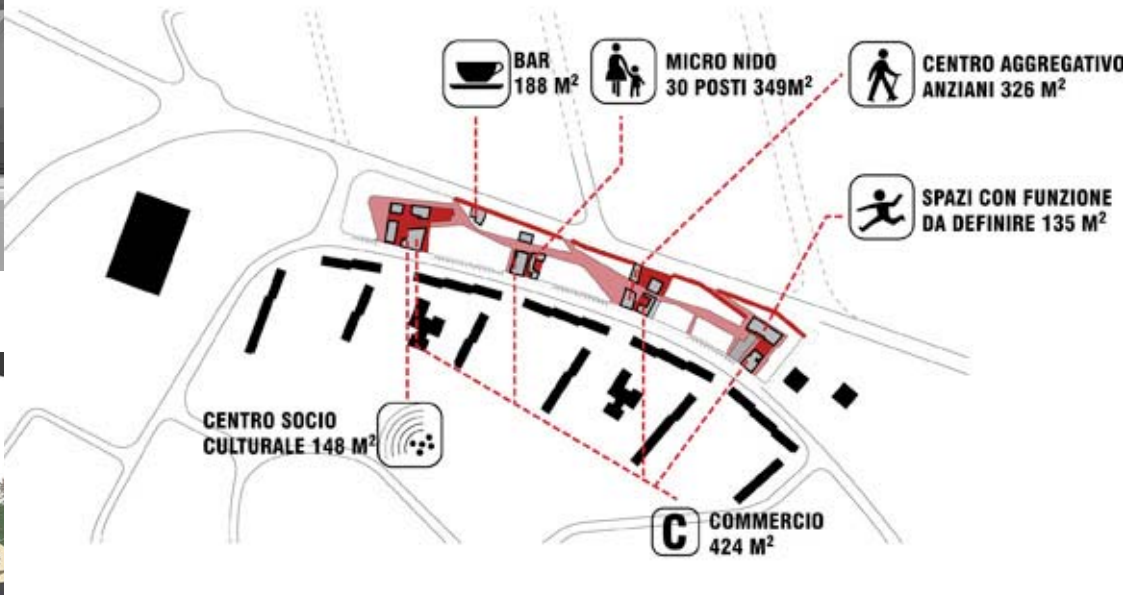 BAR
188 M²
MICRO NIDO
30 POSTI 349M²
CENTRO AGGREGATIVO
ANZIANI 326 M²
SPAZI CON FUNZIONE
DA DEFINIRE 135 M²
CENTRO SOCIO
CULTURALE 148 M²
C
COMMERCIO
424 M²